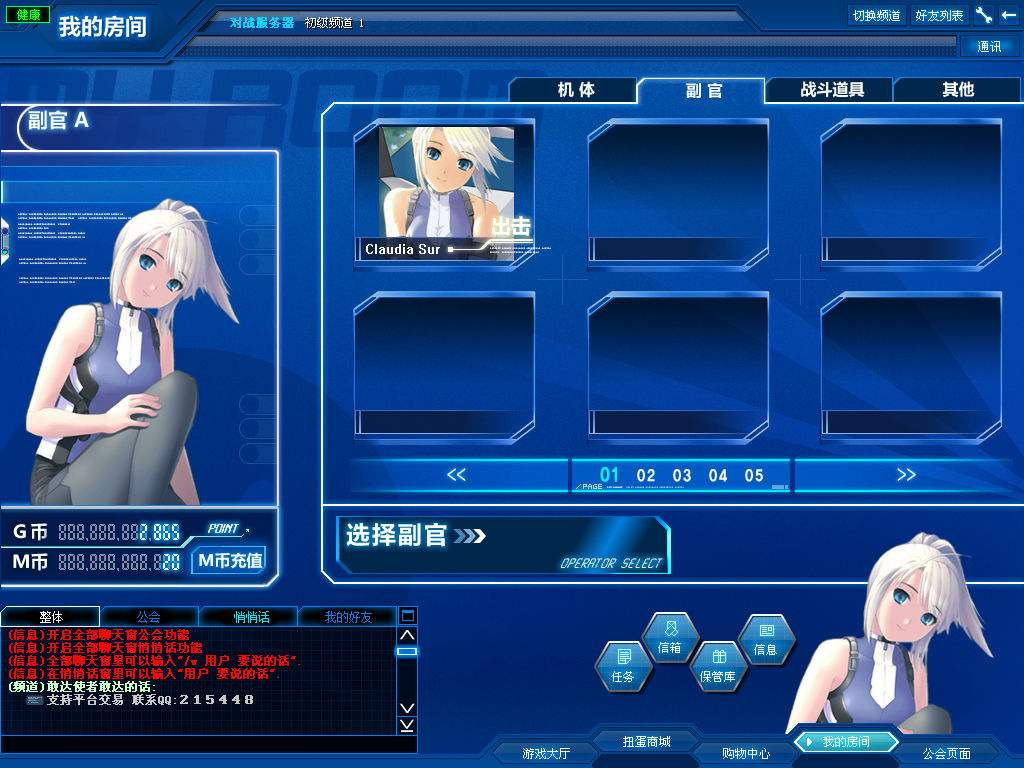 健康
我的房间
对战服务器 初级频道 1
切换频道 好友列表
通讯
机体 副官 战斗道具 其他
副官 A
出击
Claudia Sur
<< 01 02 03 04 05 >>
PAGE
选择副官
OPERATOR SELECT
G币
POINT
M币
M币充值
整体 公会 悄悄话 我的好友
(信息)开启全部聊天窗公会功能
(信息)开启全部聊天窗悄悄话功能
(信息)全部聊天窗里可以输入"/w 用户 要说的话".
(信息)在悄悄话窗里可以输入"用户 要说的话".
(频道)敢达使者敢达的话:
支持平台交易 联系QQ:215448
任务 信箱 保管库 信息
游戏大厅 扭蛋商城 购物中心 我的房间 公会页面